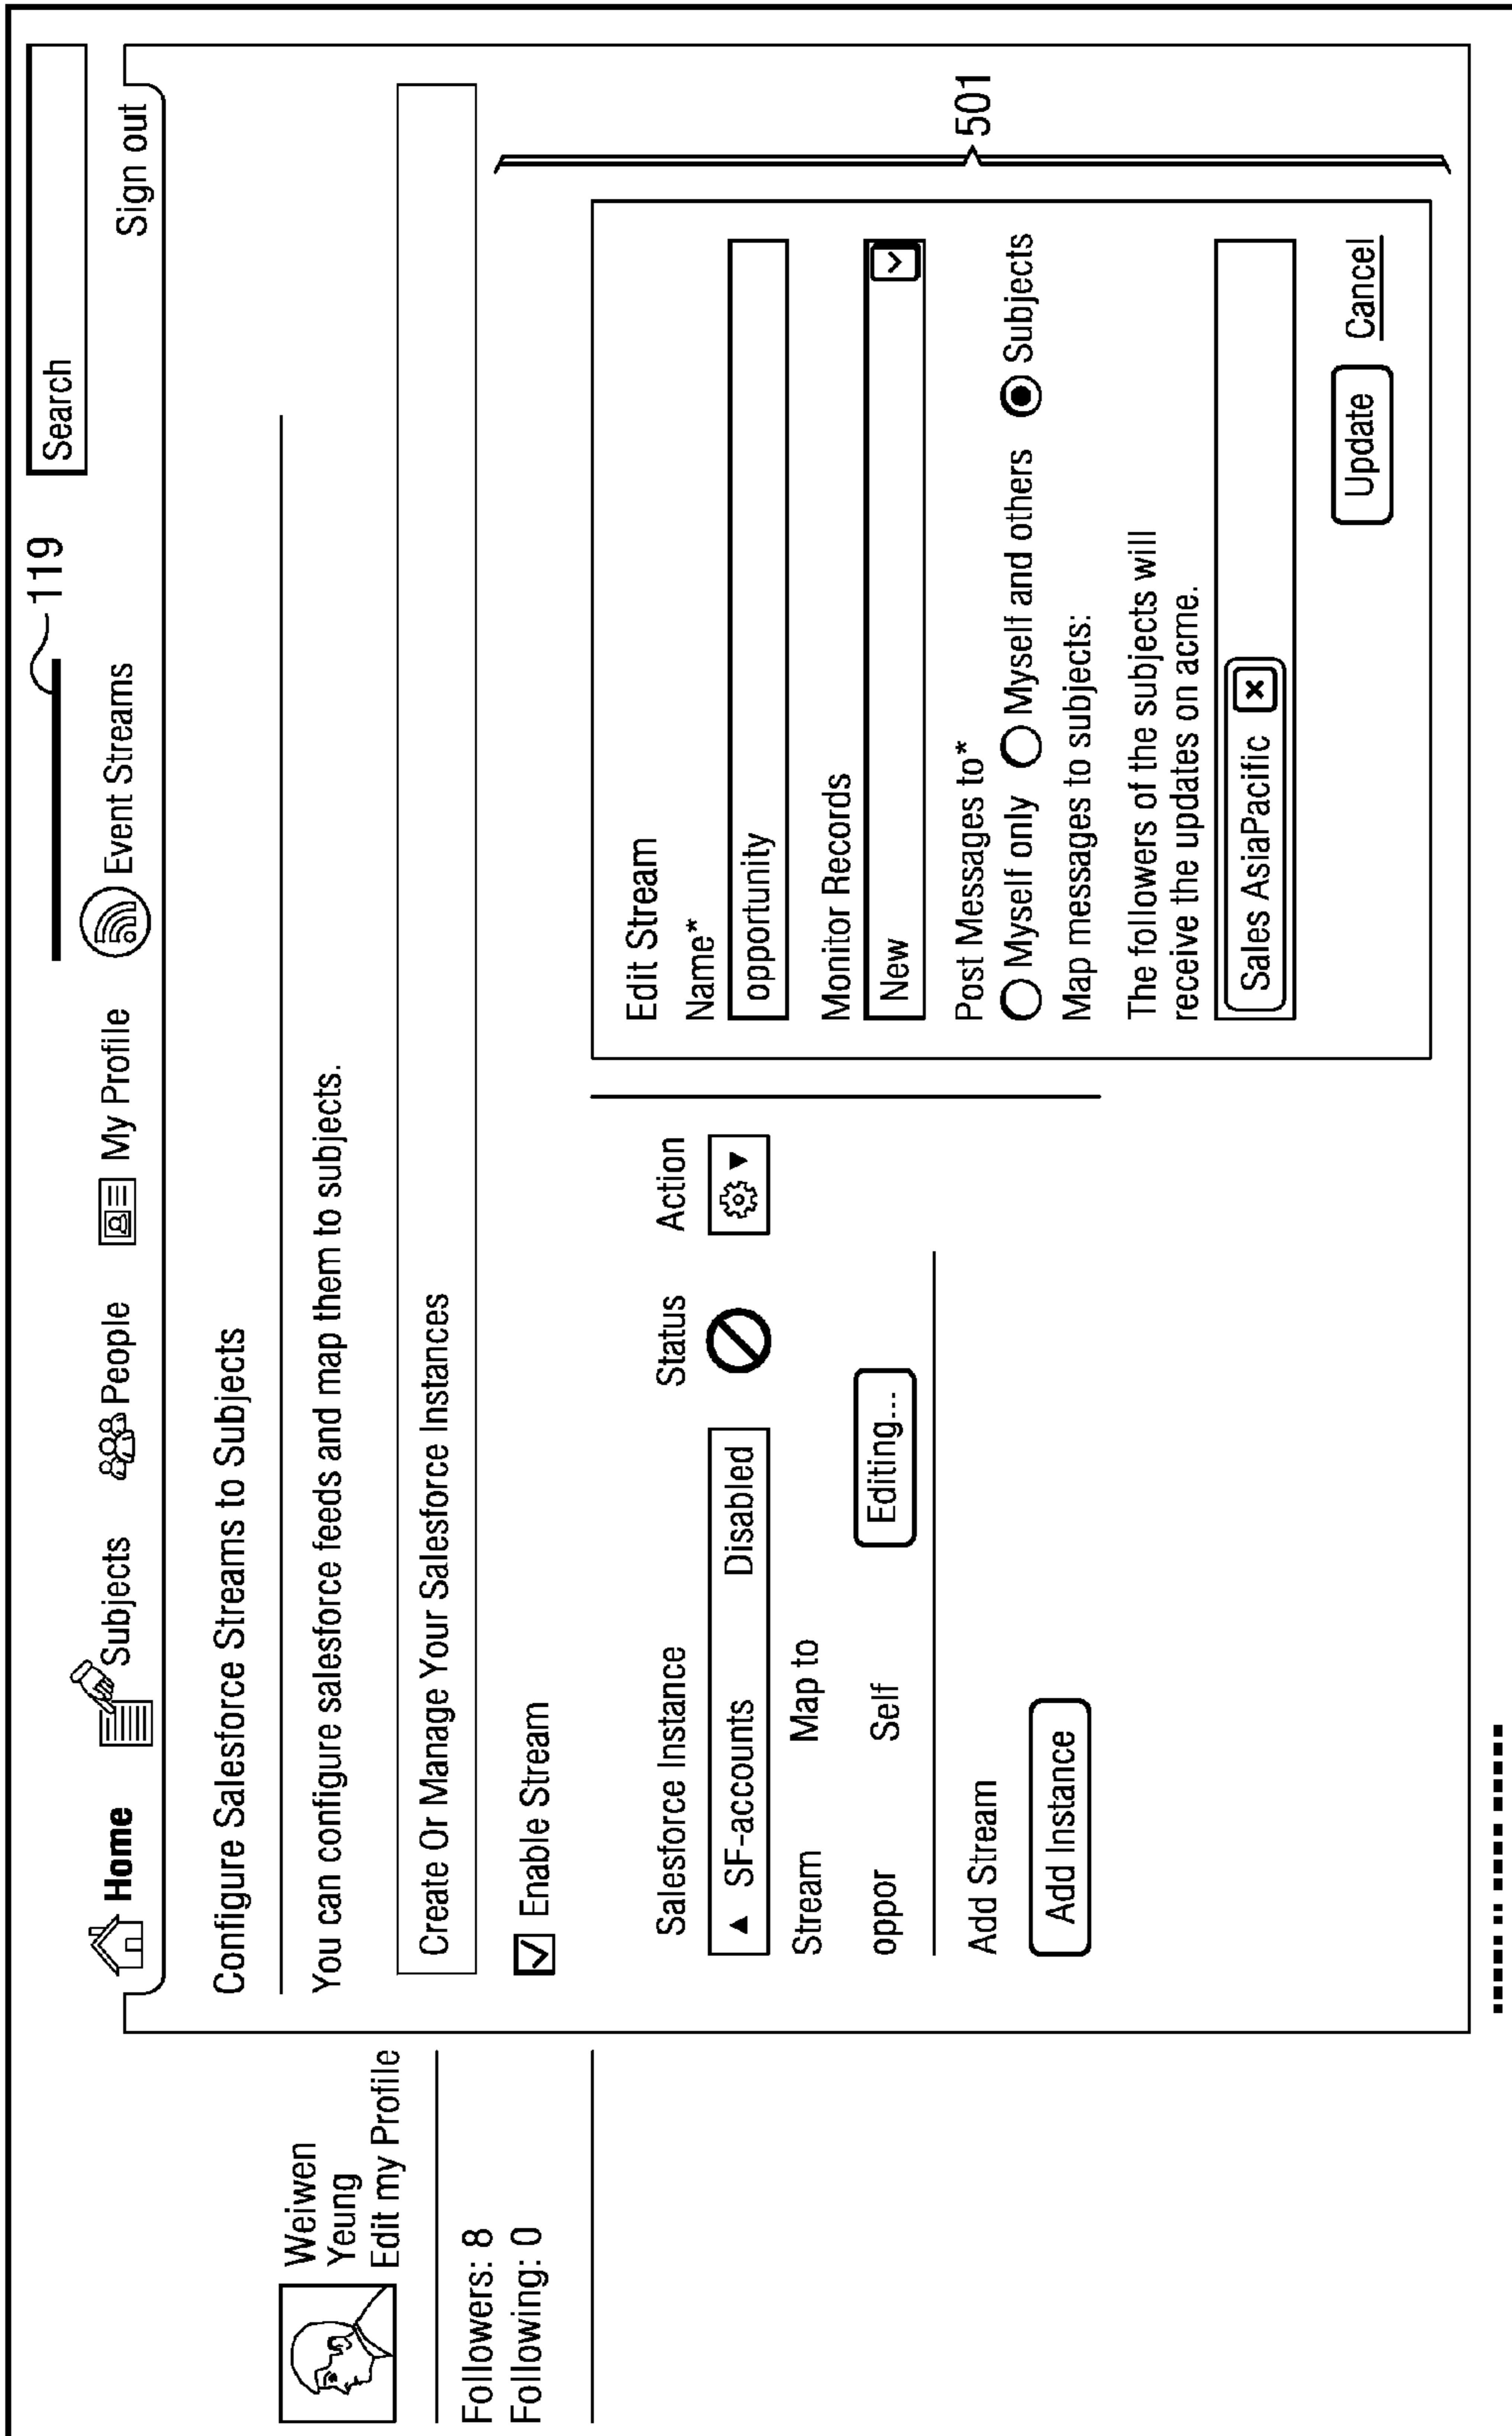 119
Search
Home
Subjects
People
My Profile
Event Streams
Sign out
Weiwen
Yeung
Edit my Profile
Followers: 8
Following: 0
Configure Salesforce Streams to Subjects
You can configure salesforce feeds and map them to subjects.
Create Or Manage Your Salesforce Instances
Enable Stream
Salesforce Instance Status Action
▲ SF-accounts Disabled ▼
Stream Map to
oppor Self Editing...
Add Stream
Add Instance
Edit Stream
Name*
opportunity
Monitor Records
New
Post Messages to*
Myself only Myself and others Subjects
Map messages to subjects:
The followers of the subjects will
receive the updates on acme.
Sales AsiaPacific x
Update Cancel
501